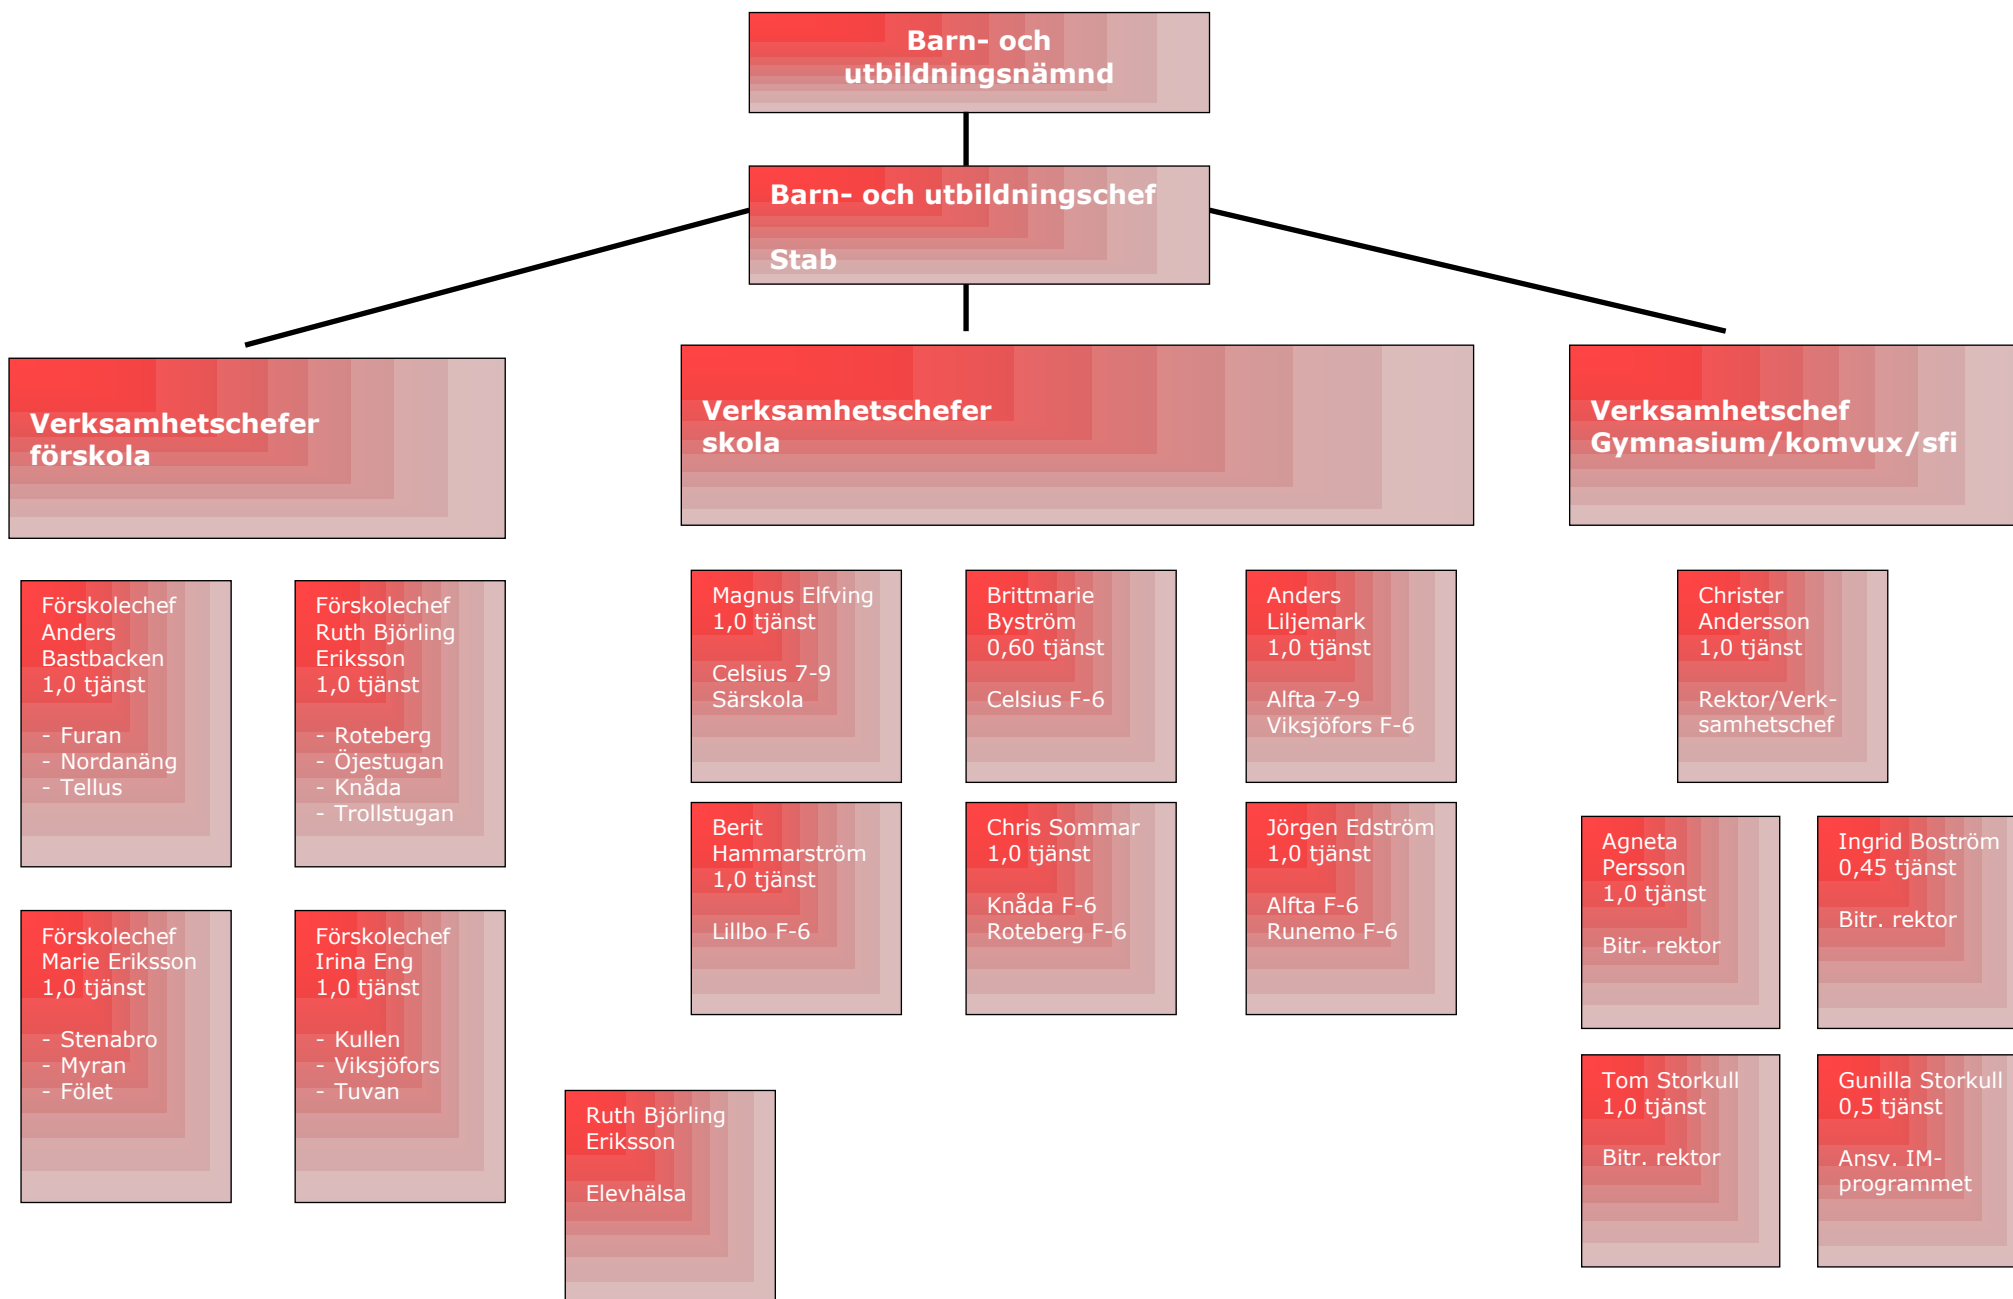 Barn- och
utbildningsnämnd
Barn- och utbildningschef
Stab
Verksamhetschefer
förskola
Verksamhetschefer
skola
Verksamhetschef
Gymnasium/komvux/sfi
Förskolechef
Anders
Bastbacken
1,0 tjänst
- Furan
- Nordanäng
- Tellus
Förskolechef
Ruth Björling
Eriksson
1,0 tjänst
- Roteberg
- Öjestugan
- Knåda
- Trollstugan
Förskolechef
Marie Eriksson
1,0 tjänst
- Stenabro
- Myran
- Fölet
Förskolechef
Irina Eng
1,0 tjänst
- Kullen
- Viksjöfors
- Tuvan
Ruth Björling
Eriksson
Elevhälsa
Magnus Elfving
1,0 tjänst
Celsius 7-9
Särskola
Brittmarie
Byström
0,60 tjänst
Celsius F-6
Anders
Liljemark
1,0 tjänst
Alfta 7-9
Viksjöfors F-6
Berit
Hammarström
1,0 tjänst
Lillbo F-6
Chris Sommar
1,0 tjänst
Knåda F-6
Roteberg F-6
Jörgen Edström
1,0 tjänst
Alfta F-6
Runemo F-6
Christer
Andersson
1,0 tjänst
Rektor/Verk-
samhetschef
Agneta
Persson
1,0 tjänst
Bitr. rektor
Ingrid Boström
0,45 tjänst
Bitr. rektor
Tom Storkull
1,0 tjänst
Bitr. rektor
Gunilla Storkull
0,5 tjänst
Ansv. IM-
programmet